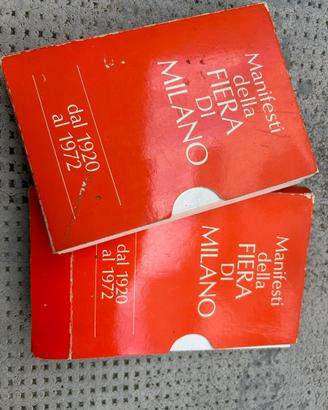 Manifesti
della
FIERA
DI
MILANO
dal 1920
al 1972
Manifesti
della
FIERA
DI
MILANO
dal 1920
al 1972